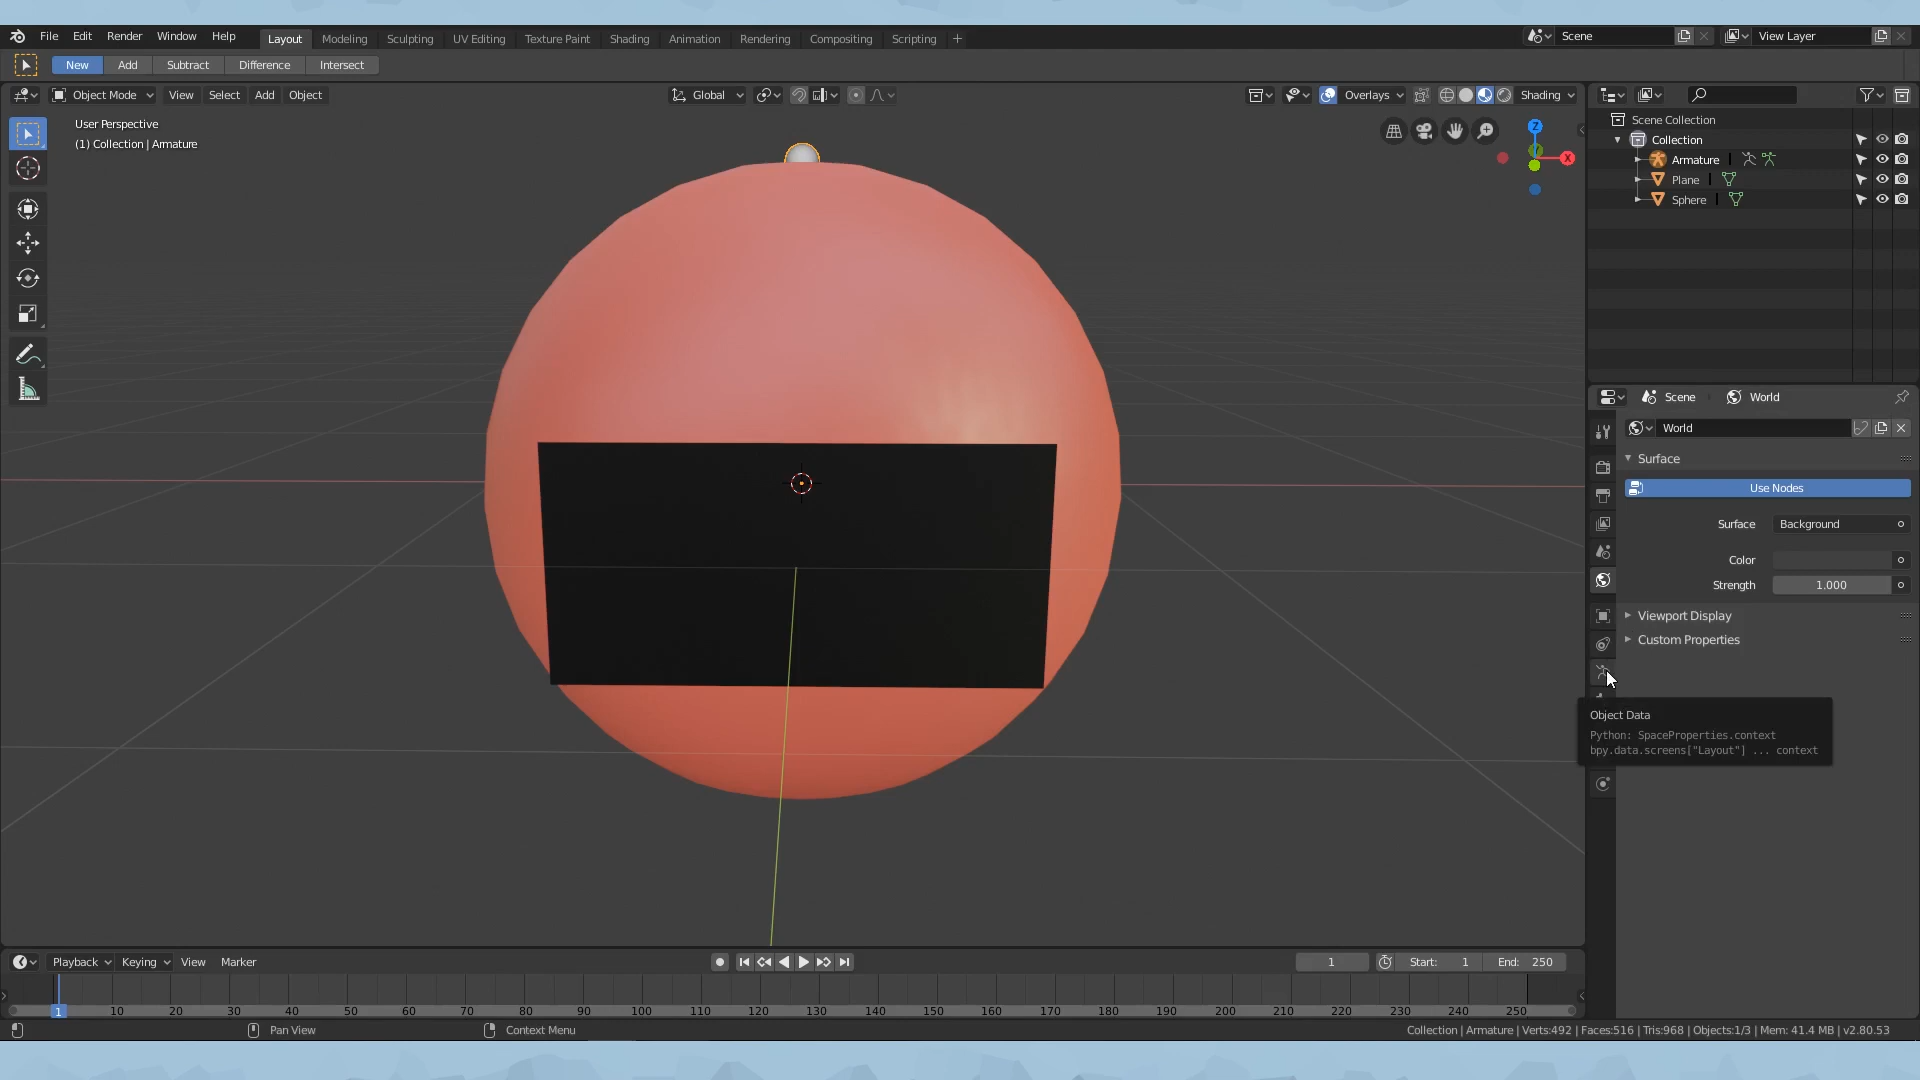 File Edit Render Window Help Layout Modeling Sculpting UV Editing Texture Paint Shading Animation Rendering Compositing Scripting + Scene View Layer
New Add Subtract Difference Intersect
Object Mode View Select Add Object Global Overlays Shading
User Perspective
(1) Collection | Armature
Z
X
Scene Collection
Collection
Armature
Plane
Sphere
Scene World
World
Surface
Use Nodes
Surface Background
Color
Strength 1.000
Viewport Display
Custom Properties
Object Data
Python: SpaceProperties.context
bpy.data.screens["Layout"] ... context
Playback Keying View Marker 1 Start: 1 End: 250
1 10 20 30 40 50 60 70 80 90 100 110 120 130 140 150 160 170 180 190 200 210 220 230 240 250
Pan View Context Menu Collection | Armature | Verts:492 | Faces:516 | Tris:968 | Objects:1/3 | Mem: 41.4 MB | v2.80.53